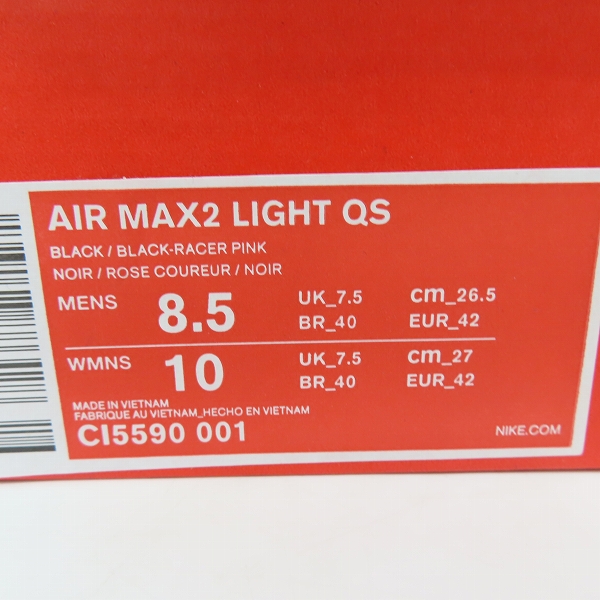 AIR MAX2 LIGHT QS
BLACK / BLACK-RACER PINK
NOIR / ROSE COUREUR / NOIR
MENS 8.5 UK_7.5 cm_26.5
BR_40 EUR_42
WMNS 10 UK_7.5 cm_27
BR_40 EUR_42
MADE IN VIETNAM
FABRIQUE AU VIETNAM_HECHO EN VIETNAM
CI5590 001
NIKE.COM